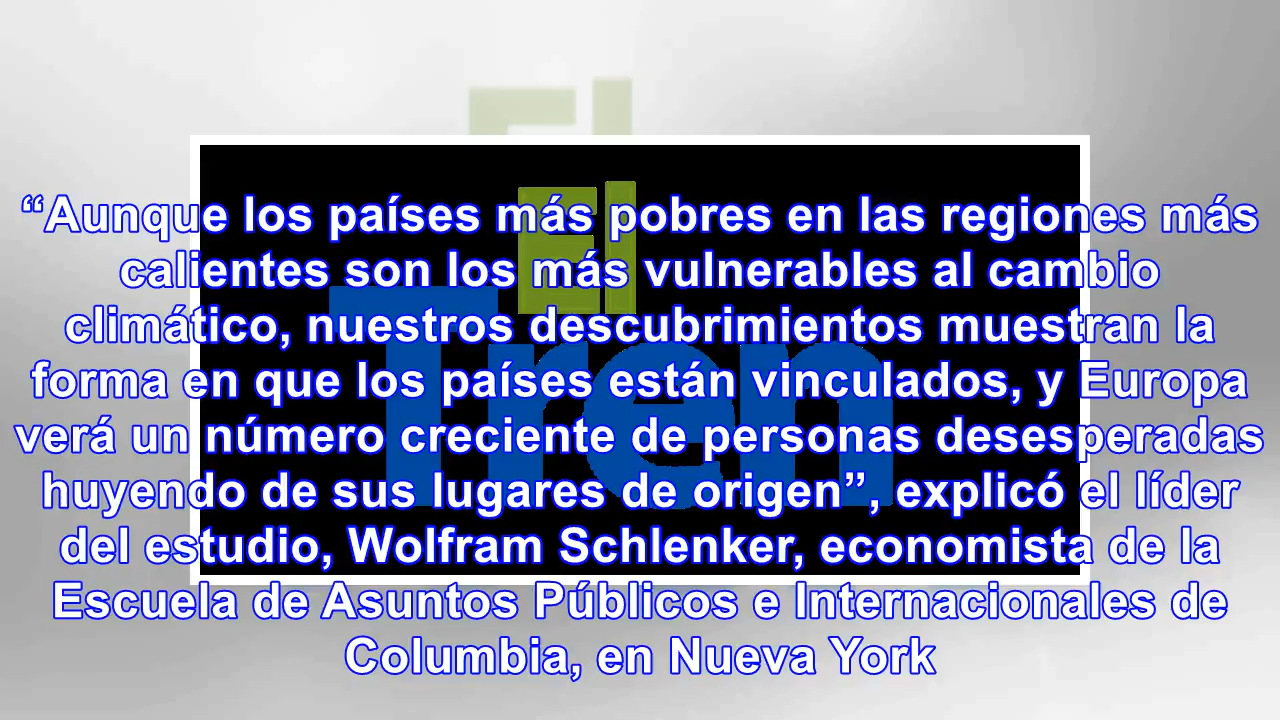 El
Tren
“Aunque los países más pobres en las regiones más
calientes son los más vulnerables al cambio
climático, nuestros descubrimientos muestran la
forma en que los países están vinculados, y Europa
verá un número creciente de personas desesperadas
huyendo de sus lugares de origen”, explicó el líder
del estudio, Wolfram Schlenker, economista de la
Escuela de Asuntos Públicos e Internacionales de
Columbia, en Nueva York